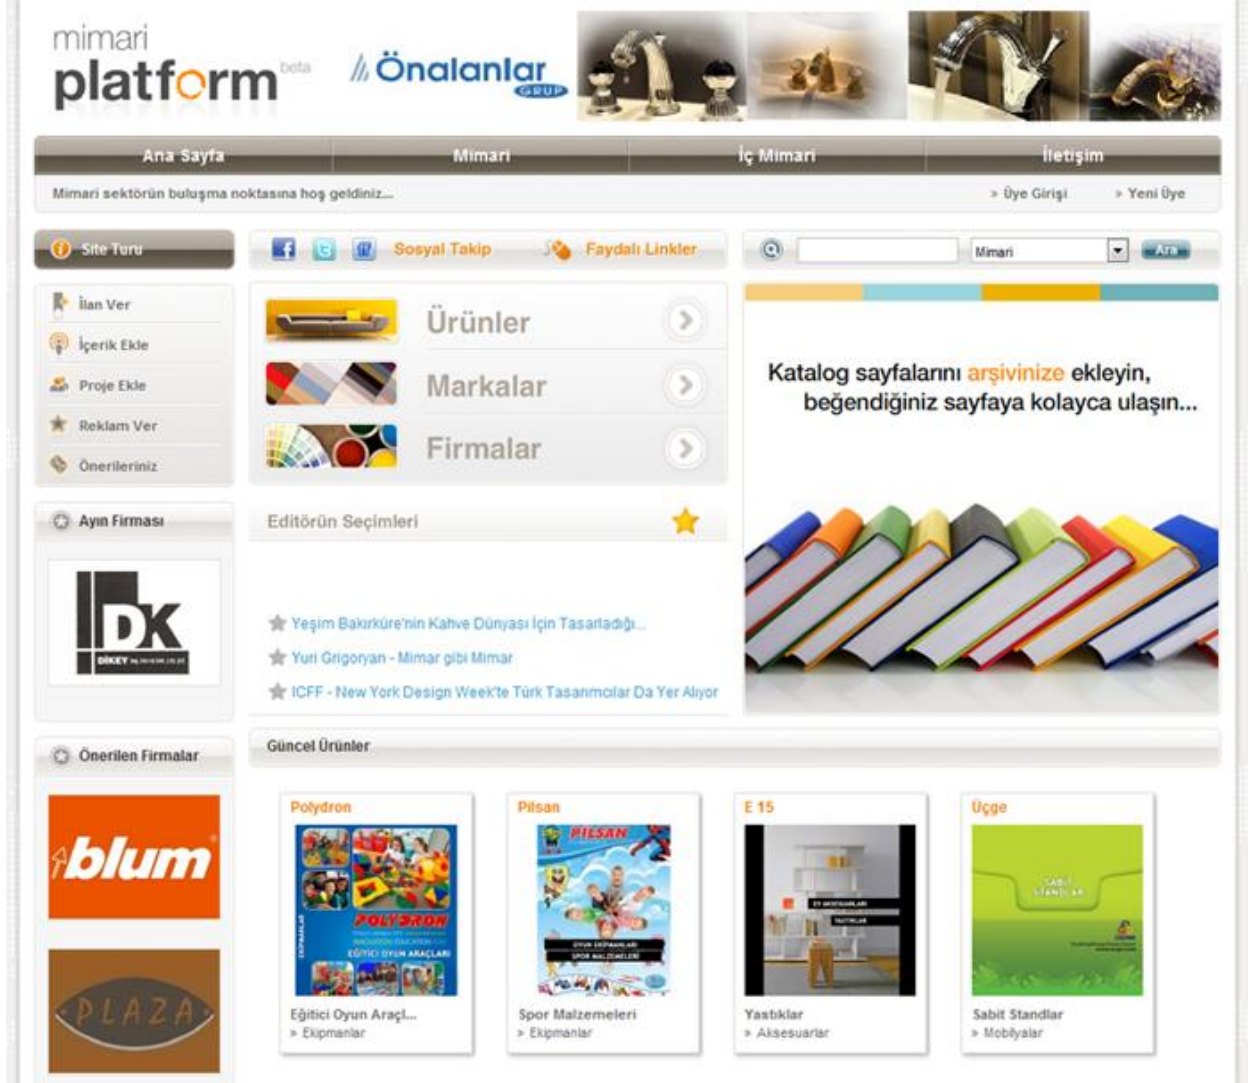 mimari
platform beta
Önalanlar
GRUP
Ana Sayfa
Mimari
İç Mimari
İletişim
Mimari sektörün buluşma noktasına hoş geldiniz...
» Üye Girişi
» Yeni Üye
Site Turu
Sosyal Takip
Faydalı Linkler
Mimari
Ara
İlan Ver
İçerik Ekle
Proje Ekle
Reklam Ver
Önerileriniz
Ürünler
Markalar
Firmalar
Katalog sayfalarını arşivinize ekleyin,
beğendiğiniz sayfaya kolayca ulaşın...
Ayın Firması
DK
DİKEY
Editörün Seçimleri
Yeşim Bakırküre'nin Kahve Dünyası İçin Tasarladığı...
Yuri Grigoryan - Mimar gibi Mimar
ICFF - New York Design Week'te Türk Tasarımcılar Da Yer Alıyor
Önerilen Firmalar
blum
PLAZA
Güncel Ürünler
Polydron
POLYDRON
EĞİTİCİ OYUN ARAÇLARI
EKİPMANLAR
Eğitici Oyun Araçl...
» Ekipmanlar
Pilsan
PILSAN
OYUN EKİPMANLARI
SPOR MALZEMELERİ
Spor Malzemeleri
» Ekipmanlar
E 15
EV AKSESUARLARI
YASTIKLAR
Yastıklar
» Aksesuarlar
Üçge
SABİT
STANDLAR
Sabit Standlar
» Mobilyalar